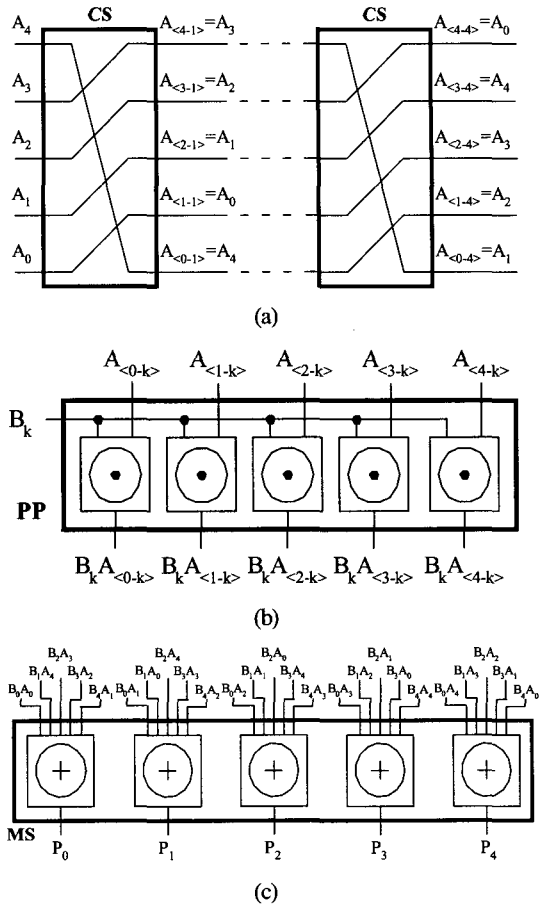 CS CS
A4 A<4-1>=A3 A<4-4>=A0
A3 A<3-1>=A2 A<3-4>=A4
A2 A<2-1>=A1 A<2-4>=A3
A1 A<1-1>=A0 A<1-4>=A2
A0 A<0-1>=A4 A<0-4>=A1
(a)
A<0-k> A<1-k> A<2-k> A<3-k> A<4-k>
Bk
PP
BkA<0-k> BkA<1-k> BkA<2-k> BkA<3-k> BkA<4-k>
(b)
B2A3 B2A4 B2A0 B2A1 B2A2
B1A4 B3A2 B1A0 B3A3 B1A1 B3A4 B1A2 B3A0 B1A3 B3A1
B0A0 B4A1 B0A1 B4A2 B0A2 B4A3 B0A3 B4A4 B0A4 B4A0
+ + + + +
MS
P0 P1 P2 P3 P4
(c)